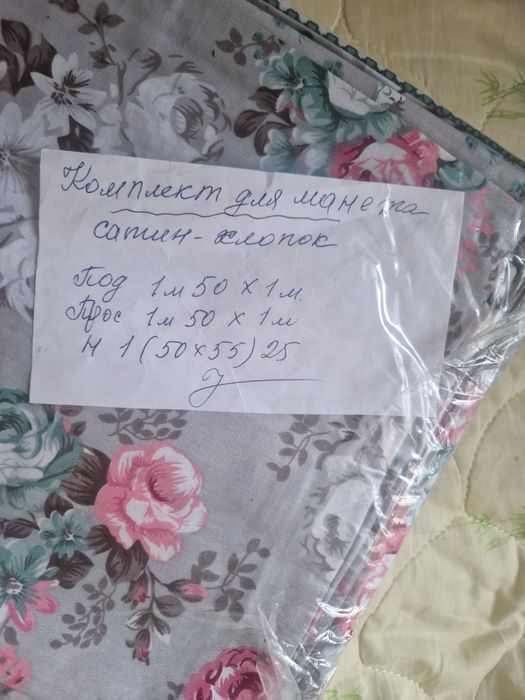 Комплект для манежа
сатин-хлопок
Под 1м 50 х 1м.
Прос 1м 50 х 1м
Н 1 (50х55) 25